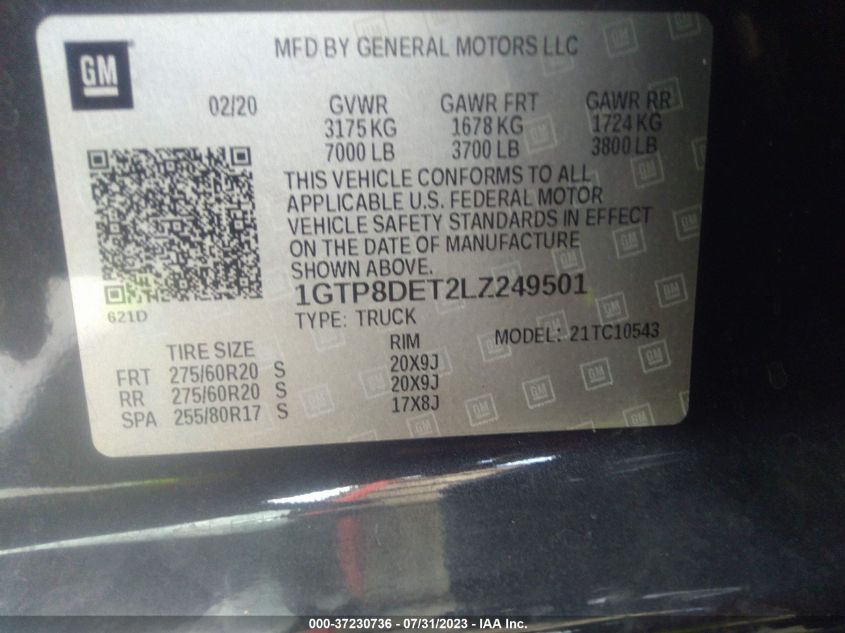 GM
MFD BY GENERAL MOTORS LLC
02/20 GVWR GAWR FRT GAWR RR
3175 KG 1678 KG 1724 KG
7000 LB 3700 LB 3800 LB
THIS VEHICLE CONFORMS TO ALL
APPLICABLE U.S. FEDERAL MOTOR
VEHICLE SAFETY STANDARDS IN EFFECT
ON THE DATE OF MANUFACTURE
SHOWN ABOVE.
621D
1GTP8DET2LZ249501
TYPE: TRUCK MODEL: 21TC10543
TIRE SIZE RIM
FRT 275/60R20 S 20X9J
RR 275/60R20 S 20X9J
SPA 255/80R17 S 17X8J
000-37230736 - 07/31/2023 - IAA Inc.